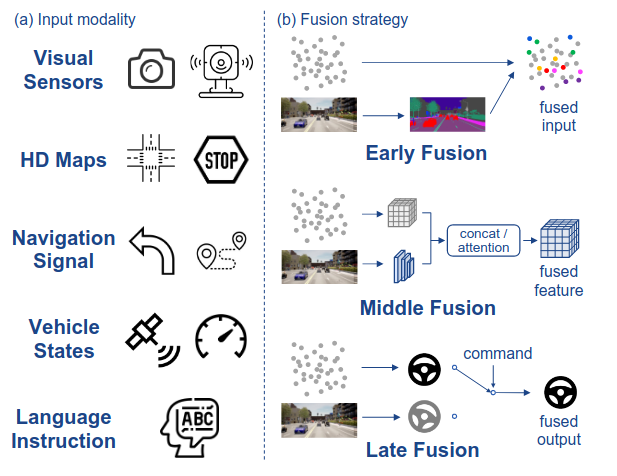 (a) Input modality
Visual
Sensors
HD Maps
STOP
Navigation
Signal
Vehicle
States
Language
Instruction
ABC
(b) Fusion strategy
fused
input
Early Fusion
concat /
attention
fused
feature
Middle Fusion
command
fused
output
Late Fusion